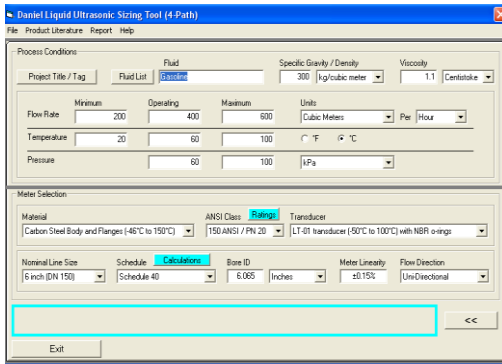 Daniel Liquid Ultrasonic Sizing Tool (4-Path)
File Product Literature Report Help
Process Conditions
Fluid Specific Gravity / Density Viscosity
Project Title / Tag Fluid List Gasoline 300 kg/cubic meter 1.1 Centistoke
Minimum Operating Maximum Units
Flow Rate 200 400 600 Cubic Meters Per Hour
Temperature 20 60 100 °F °C
Pressure 60 100 kPa
Meter Selection
Material ANSI Class Ratings Transducer
Carbon Steel Body and Flanges (-46°C to 150°C) 150 ANSI / PN 20 LT-01 transducer (-50°C to 100°C) with NBR o-rings
Nominal Line Size Schedule Calculations Bore ID Meter Linearity Flow Direction
6 inch (DN 150) Schedule 40 6.065 Inches ±0.15% Uni-Directional
<<
Exit